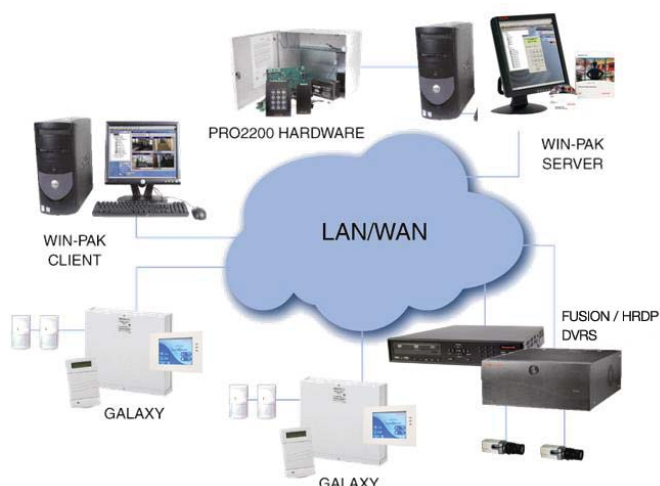 PRO2200 HARDWARE
WIN-PAK
SERVER
LAN/WAN
WIN-PAK
CLIENT
FUSION / HRDP
DVRS
GALAXY
GALAXY